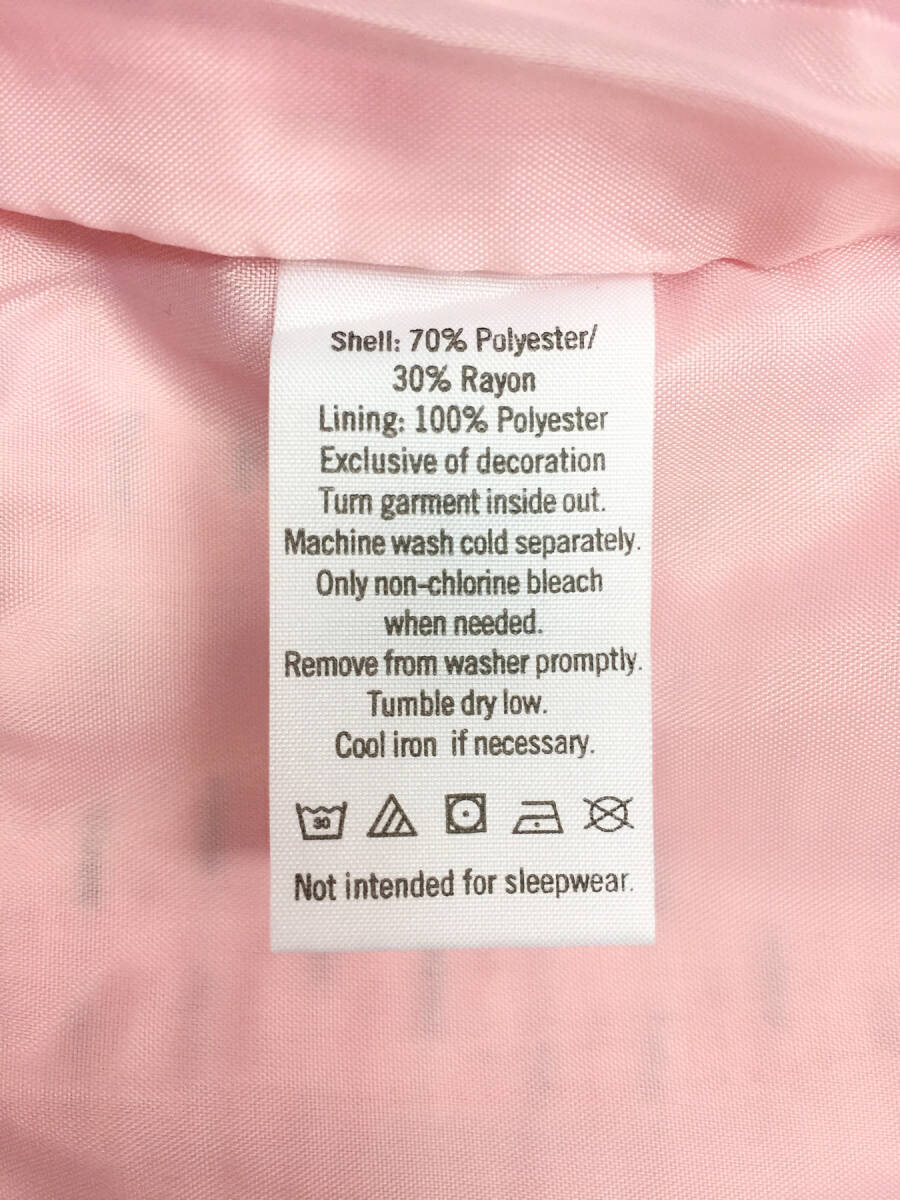 Shell: 70% Polyester/
30% Rayon
Lining: 100% Polyester
Exclusive of decoration
Turn garment inside out.
Machine wash cold separately.
Only non-chlorine bleach
when needed.
Remove from washer promptly.
Tumble dry low.
Cool iron if necessary.
30
Not intended for sleepwear.